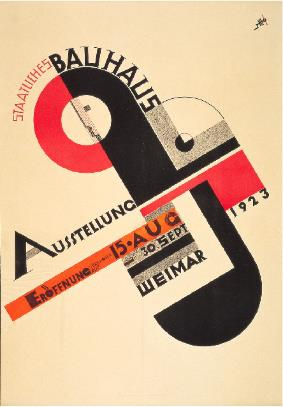 STAATLICHES
BAUHAUS
AUSSTELLUNG
15·AUG
30.SEPT
1923
ERÖFFNUNG
WEIMAR